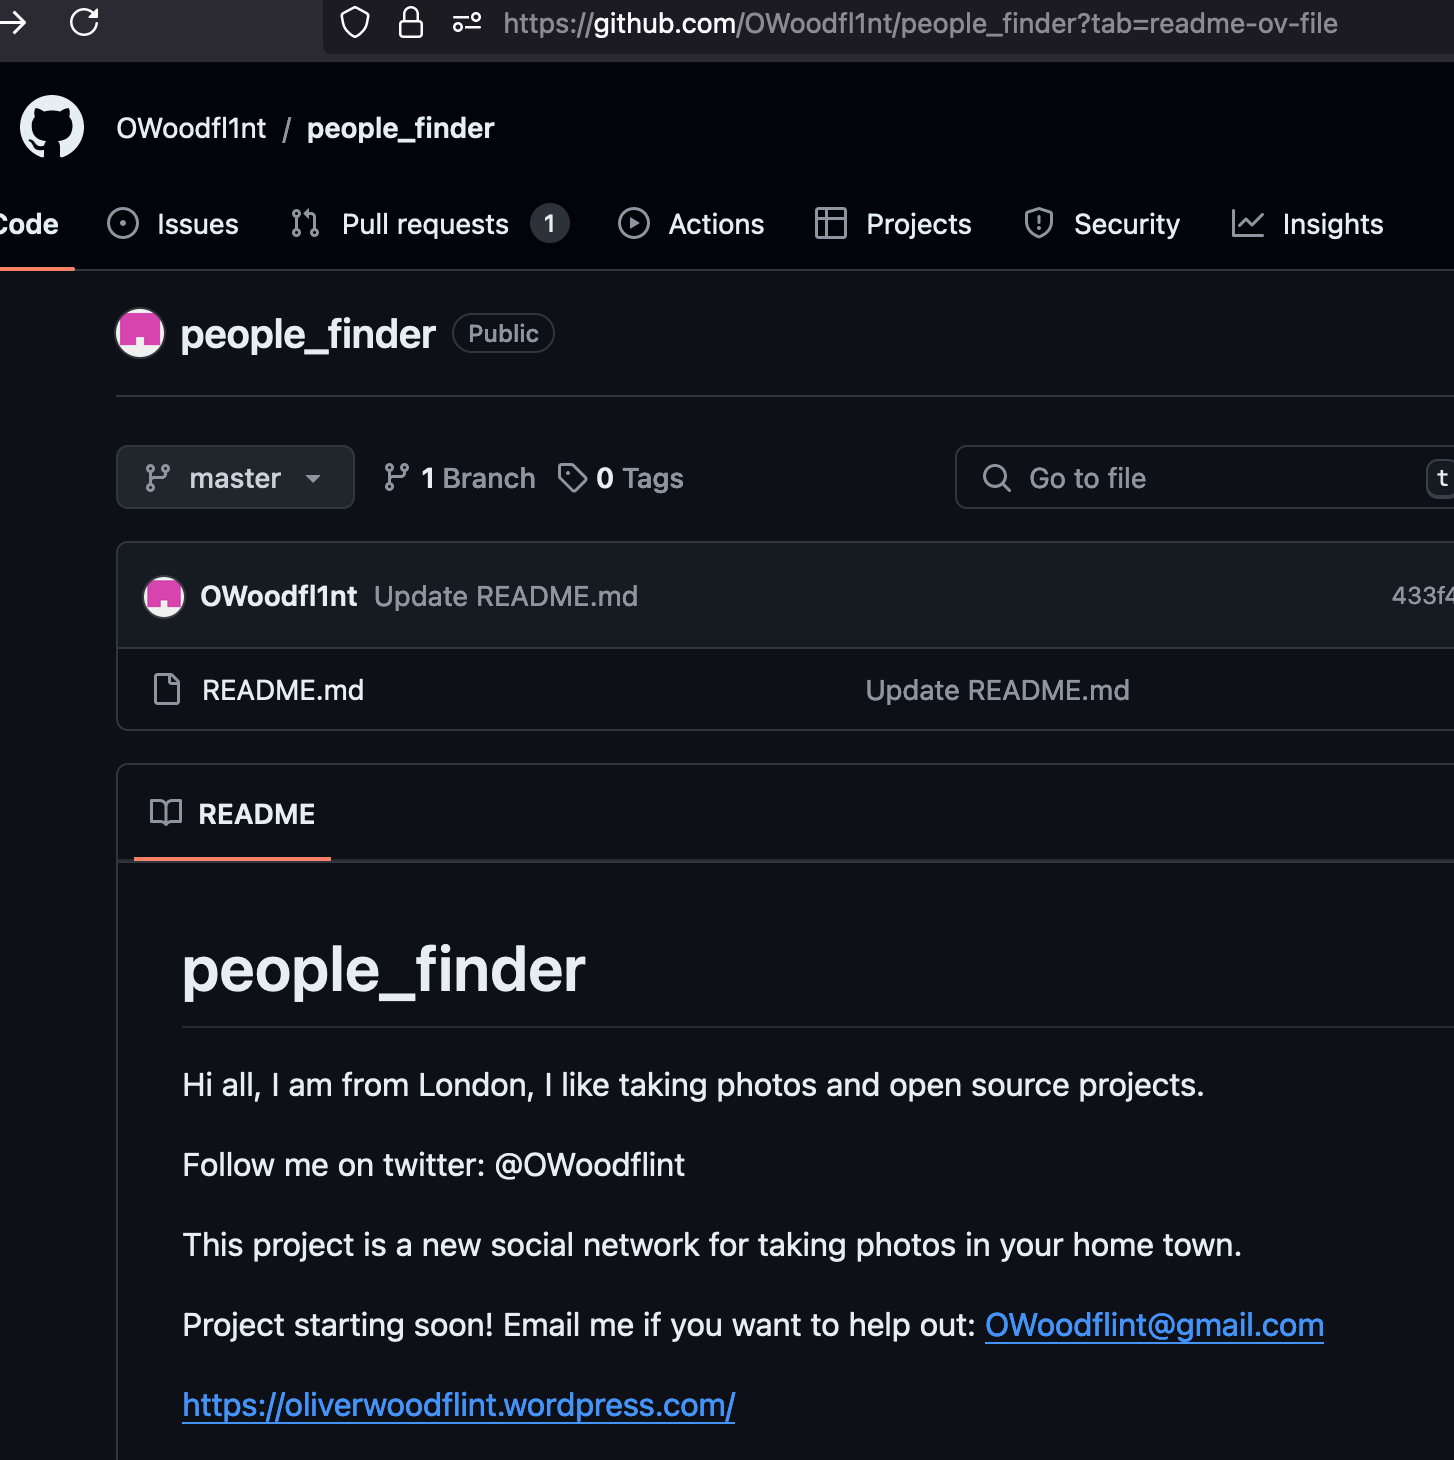 https://github.com/OWoodfl1nt/people_finder?tab=readme-ov-file
OWoodfl1nt / people_finder
Code Issues Pull requests 1 Actions Projects Security Insights
people_finder Public
master 1 Branch 0 Tags Go to file t
OWoodfl1nt Update README.md 433f4
README.md Update README.md
README
people_finder
Hi all, I am from London, I like taking photos and open source projects.
Follow me on twitter: @OWoodflint
This project is a new social network for taking photos in your home town.
Project starting soon! Email me if you want to help out: OWoodflint@gmail.com
https://oliverwoodflint.wordpress.com/